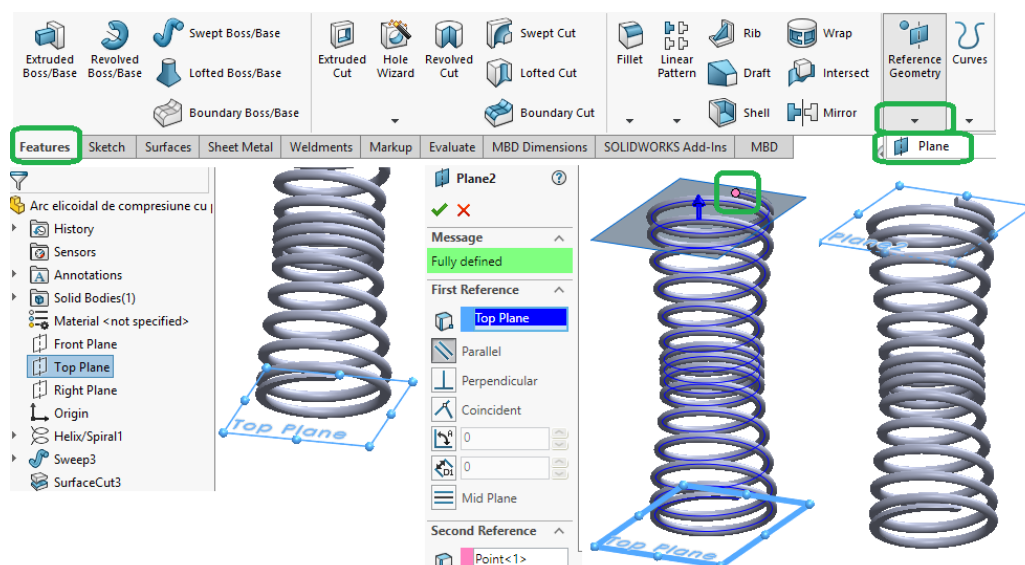 Extruded Boss/Base
Revolved Boss/Base
Swept Boss/Base
Lofted Boss/Base
Boundary Boss/Base
Extruded Cut
Hole Wizard
Revolved Cut
Swept Cut
Lofted Cut
Boundary Cut
Fillet
Linear Pattern
Rib
Draft
Shell
Wrap
Intersect
Mirror
Reference Geometry
Curves
Features Sketch Surfaces Sheet Metal Weldments Markup Evaluate MBD Dimensions SOLIDWORKS Add-Ins MBD
Plane
Arc elicoidal de compresiune cu
History
Sensors
Annotations
Solid Bodies(1)
Material <not specified>
Front Plane
Top Plane
Right Plane
Origin
Helix/Spiral1
Sweep3
SurfaceCut3
Top Plane
Plane2
Message
Fully defined
First Reference
Top Plane
Parallel
Perpendicular
Coincident
0
0
Mid Plane
Second Reference
Point<1>
Top Plane
Plane2